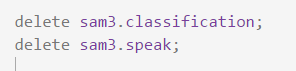 delete sam3.classification;
delete sam3.speak;